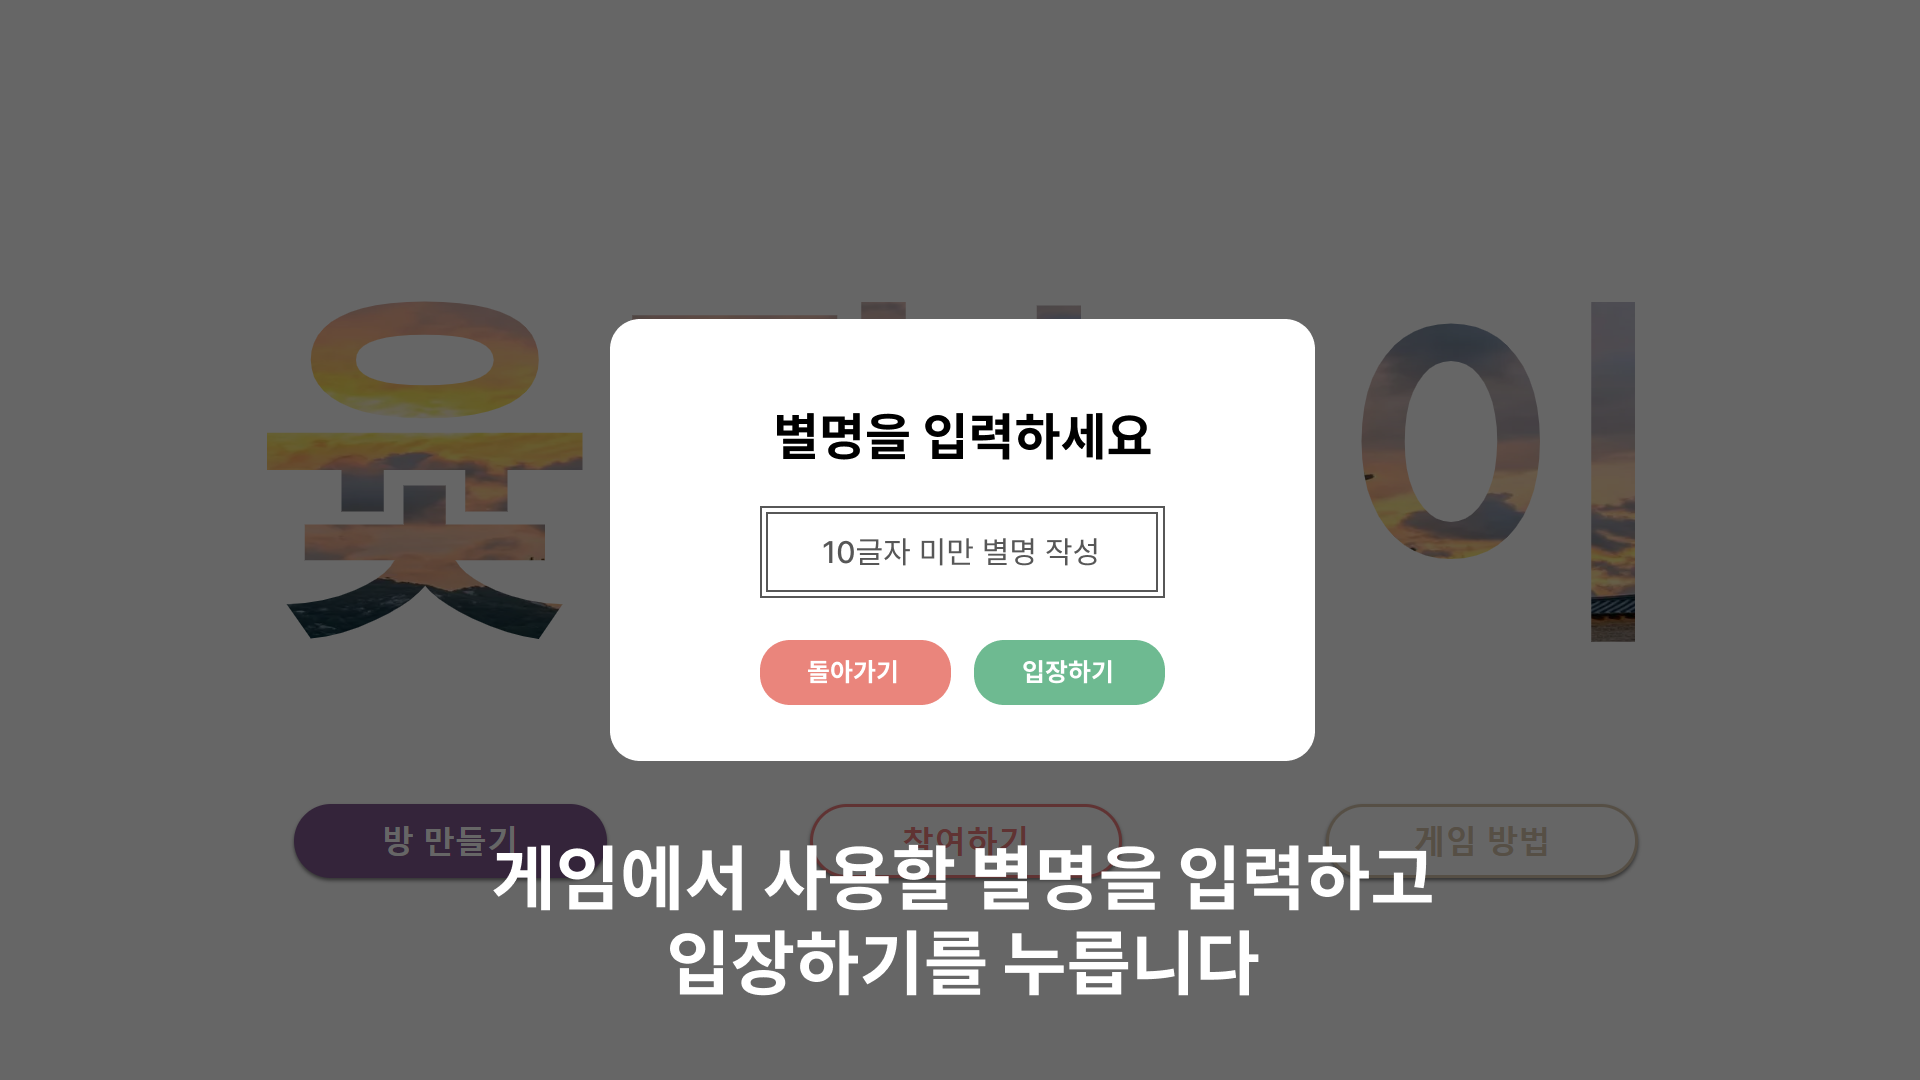 윷
이
별명을 입력하세요
10글자 미만 별명 작성
돌아가기
입장하기
방 만들기
참여하기
게임 방법
게임에서 사용할 별명을 입력하고
입장하기를 누릅니다